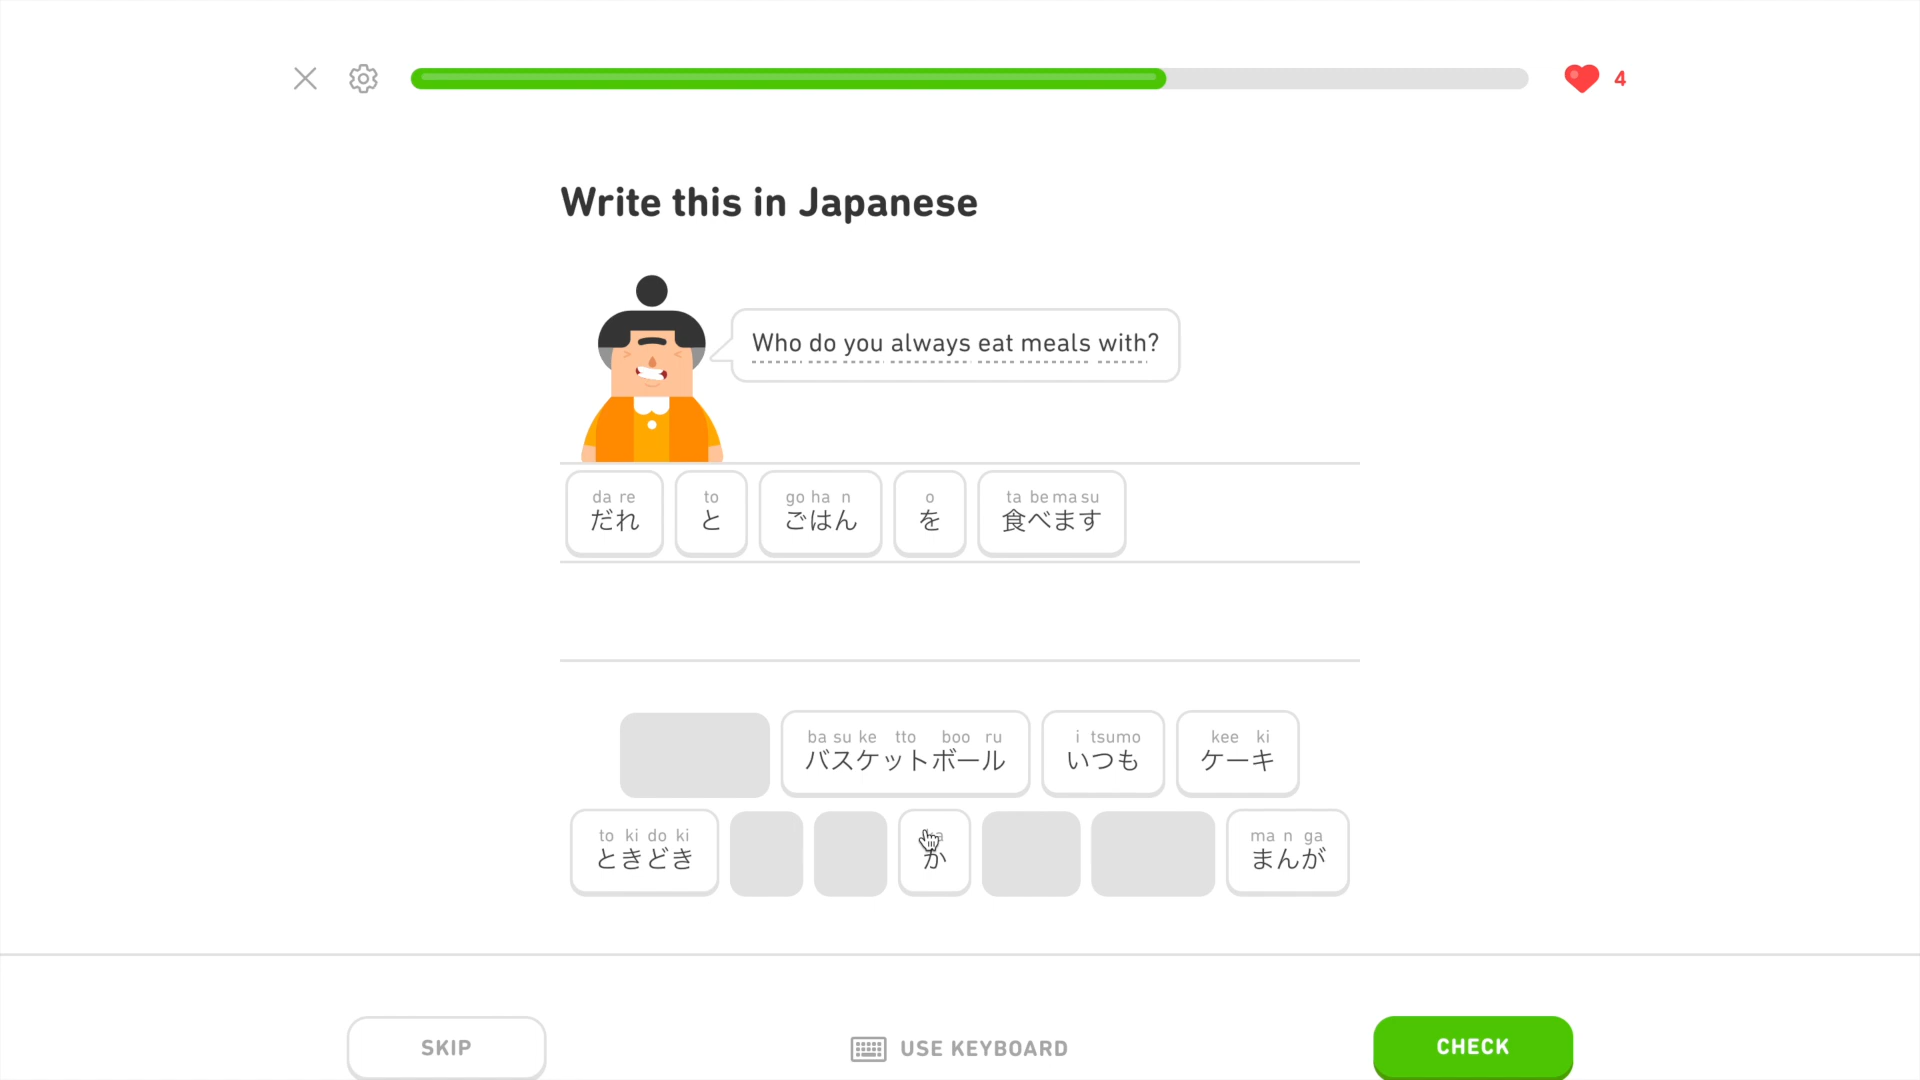 4
Write this in Japanese
Who do you always eat meals with?
da re to go ha n o ta be ma su
だれ と ごはん を 食べます
ba su ke tto boo ru i tsumo kee ki
バスケットボール いつも ケーキ
to ki do ki ma n ga
ときどき か まんが
SKIP USE KEYBOARD CHECK